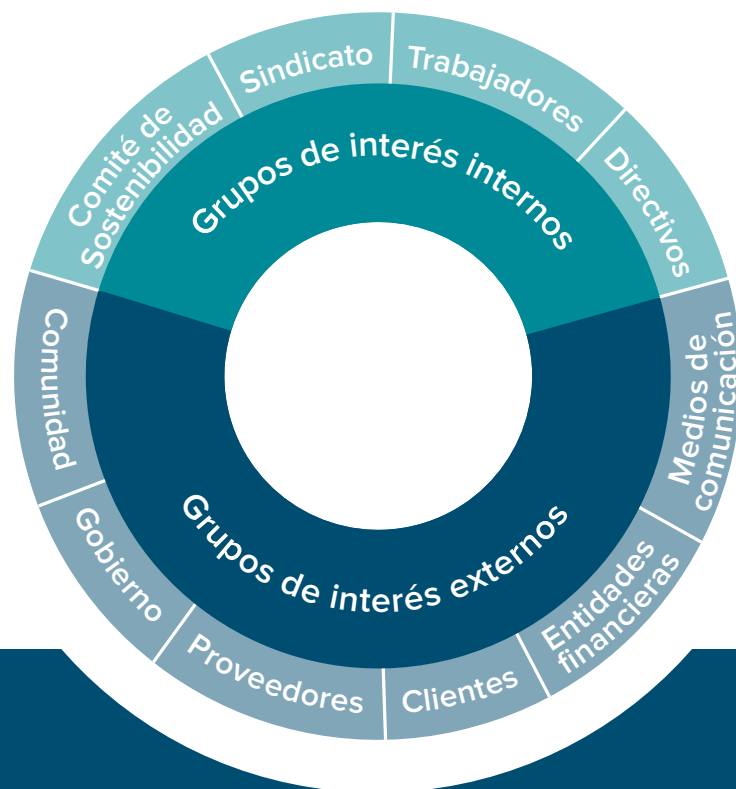 Grupos de interés internos
Comité de
Sostenibilidad
Sindicato
Trabajadores
Directivos
Grupos de interés externos
Medios de
comunicación
Entidades
financieras
Clientes
Proveedores
Gobierno
Comunidad